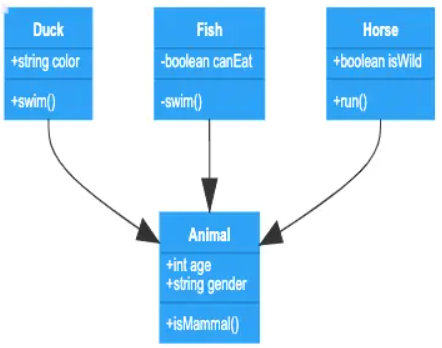 Duck
+string color
+swim()
Fish
-boolean canEat
-swim()
Horse
+boolean isWild
+run()
Animal
+int age
+string gender
+isMammal()